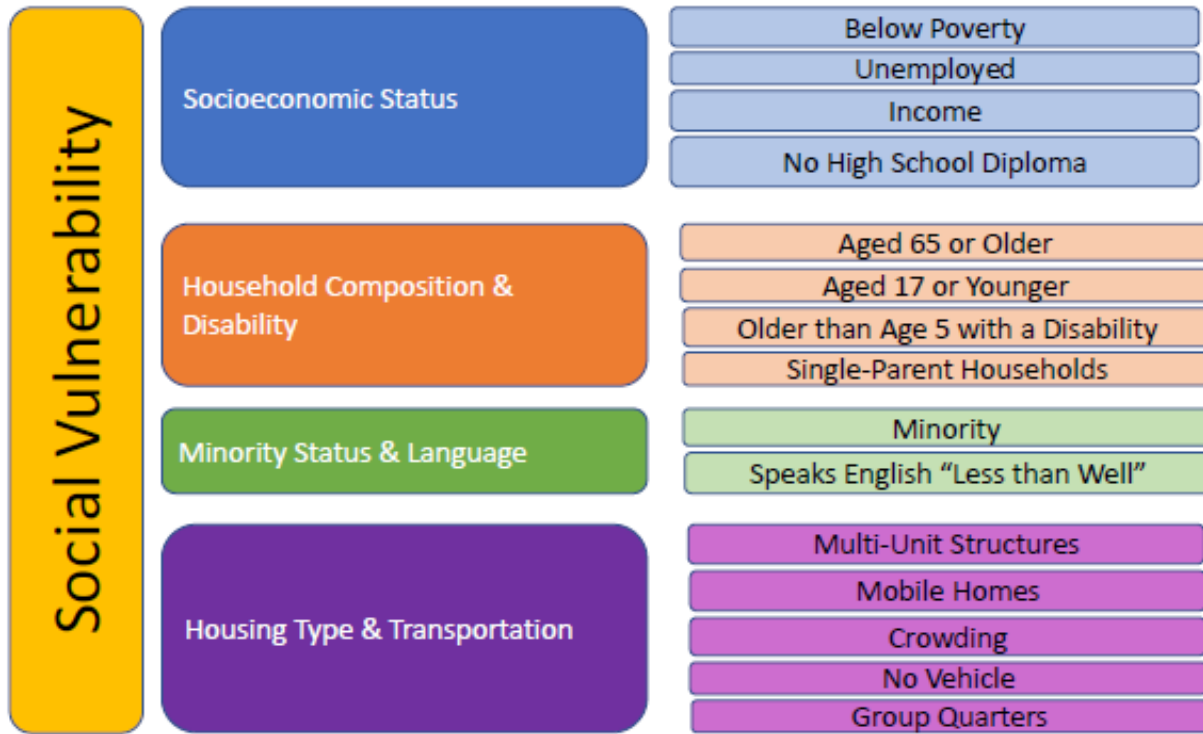 Social Vulnerability
Socioeconomic Status
Below Poverty
Unemployed
Income
No High School Diploma
Household Composition &
Disability
Aged 65 or Older
Aged 17 or Younger
Older than Age 5 with a Disability
Single-Parent Households
Minority Status & Language
Minority
Speaks English “Less than Well”
Housing Type & Transportation
Multi-Unit Structures
Mobile Homes
Crowding
No Vehicle
Group Quarters